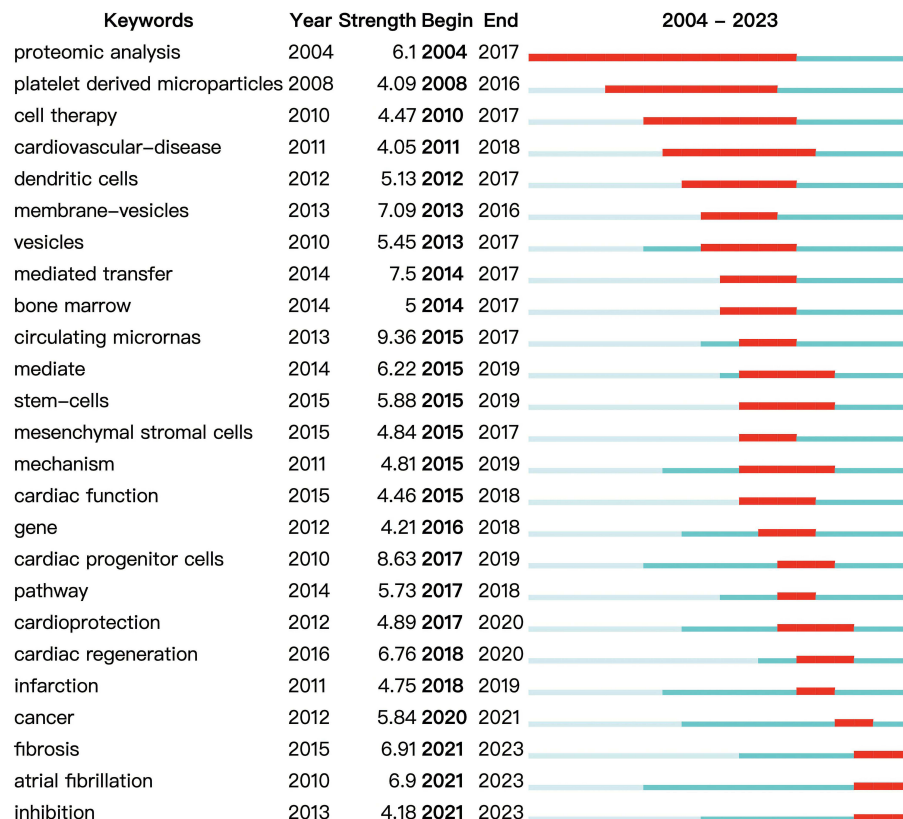 Keywords Year Strength Begin End 2004 – 2023
proteomic analysis 2004 6.1 2004 2017
platelet derived microparticles 2008 4.09 2008 2016
cell therapy 2010 4.47 2010 2017
cardiovascular–disease 2011 4.05 2011 2018
dendritic cells 2012 5.13 2012 2017
membrane–vesicles 2013 7.09 2013 2016
vesicles 2010 5.45 2013 2017
mediated transfer 2014 7.5 2014 2017
bone marrow 2014 5 2014 2017
circulating micrornas 2013 9.36 2015 2017
mediate 2014 6.22 2015 2019
stem–cells 2015 5.88 2015 2019
mesenchymal stromal cells 2015 4.84 2015 2017
mechanism 2011 4.81 2015 2019
cardiac function 2015 4.46 2015 2018
gene 2012 4.21 2016 2018
cardiac progenitor cells 2010 8.63 2017 2019
pathway 2014 5.73 2017 2018
cardioprotection 2012 4.89 2017 2020
cardiac regeneration 2016 6.76 2018 2020
infarction 2011 4.75 2018 2019
cancer 2012 5.84 2020 2021
fibrosis 2015 6.91 2021 2023
atrial fibrillation 2010 6.9 2021 2023
inhibition 2013 4.18 2021 2023